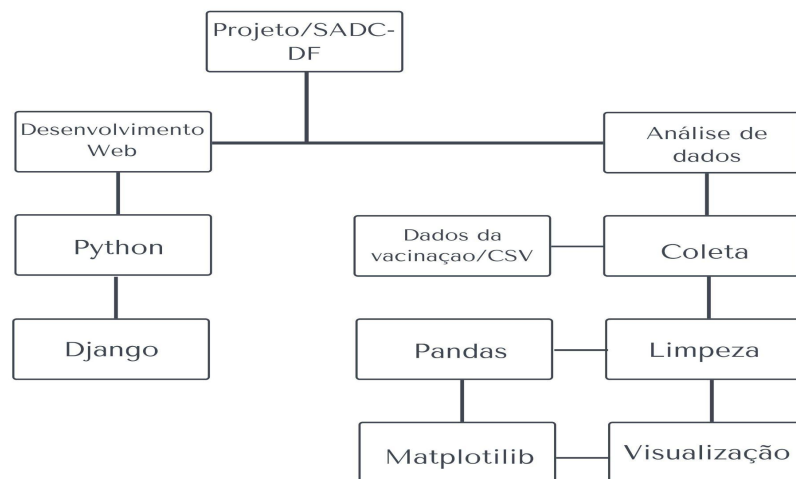 Projeto/SADC-
DF
Desenvolvimento
Web
Análise de
dados
Python
Dados da
vacinaçao/CSV
Coleta
Django
Pandas
Limpeza
Matplotilib
Visualização